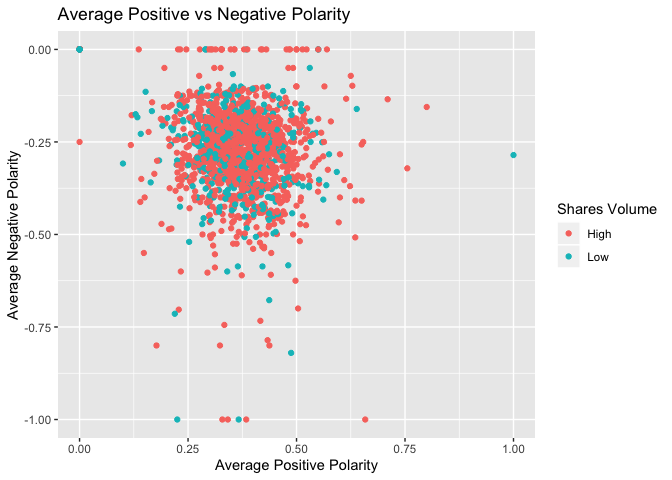 Average Positive vs Negative Polarity
0.00
-0.25
-0.50
-0.75
-1.00
Average Negative Polarity
0.00 0.25 0.50 0.75 1.00
Average Positive Polarity
Shares Volume
High
Low